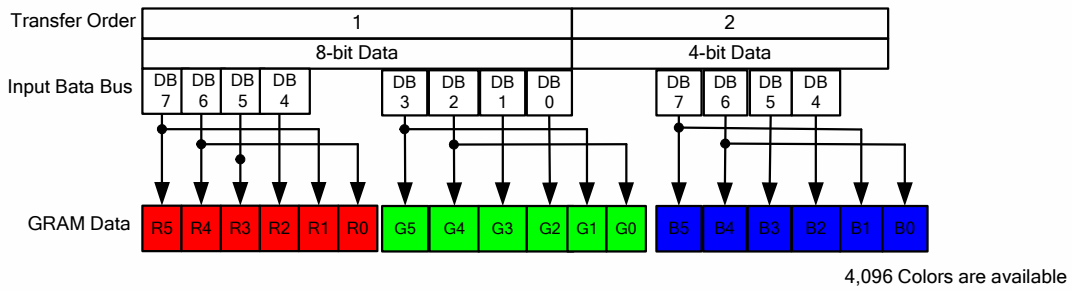 Transfer Order 1 2
8-bit Data 4-bit Data
Input Bata Bus DB 7 DB 6 DB 5 DB 4 DB 3 DB 2 DB 1 DB 0 DB 7 DB 6 DB 5 DB 4
GRAM Data R5 R4 R3 R2 R1 R0 G5 G4 G3 G2 G1 G0 B5 B4 B3 B2 B1 B0
4,096 Colors are available